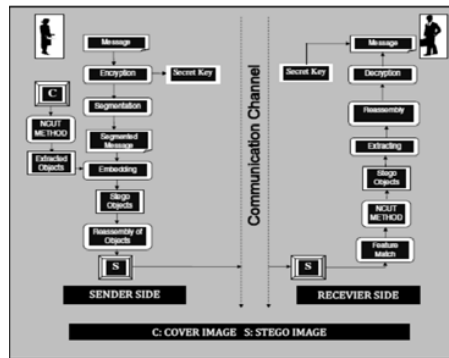 Message
Encryption
Secret Key
Segmentation
C
NCUT
METHOD
Segmented
Message
Extracted
Objects
Embedding
Stego
Objects
Reassembly of
Objects
S
SENDER SIDE
Communication Channel
Message
Secret Key
Decryption
Reassembly
Extracting
Stego
Objects
NCUT
METHOD
Feature
Match
S
RECEVIER SIDE
C: COVER IMAGE S: STEGO IMAGE